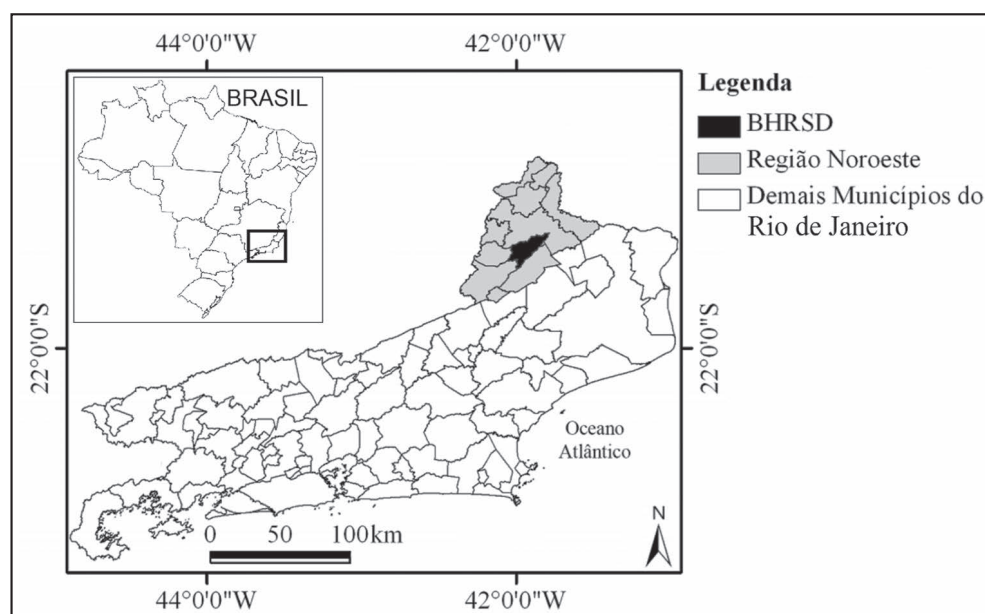 44°0'0"W 42°0'0"W
BRASIL
Legenda
BHRSD
Região Noroeste
Demais Municípios do
Rio de Janeiro
22°0'0"S 22°0'0"S
Oceano
Atlântico
0 50 100km
N
44°0'0"W 42°0'0"W